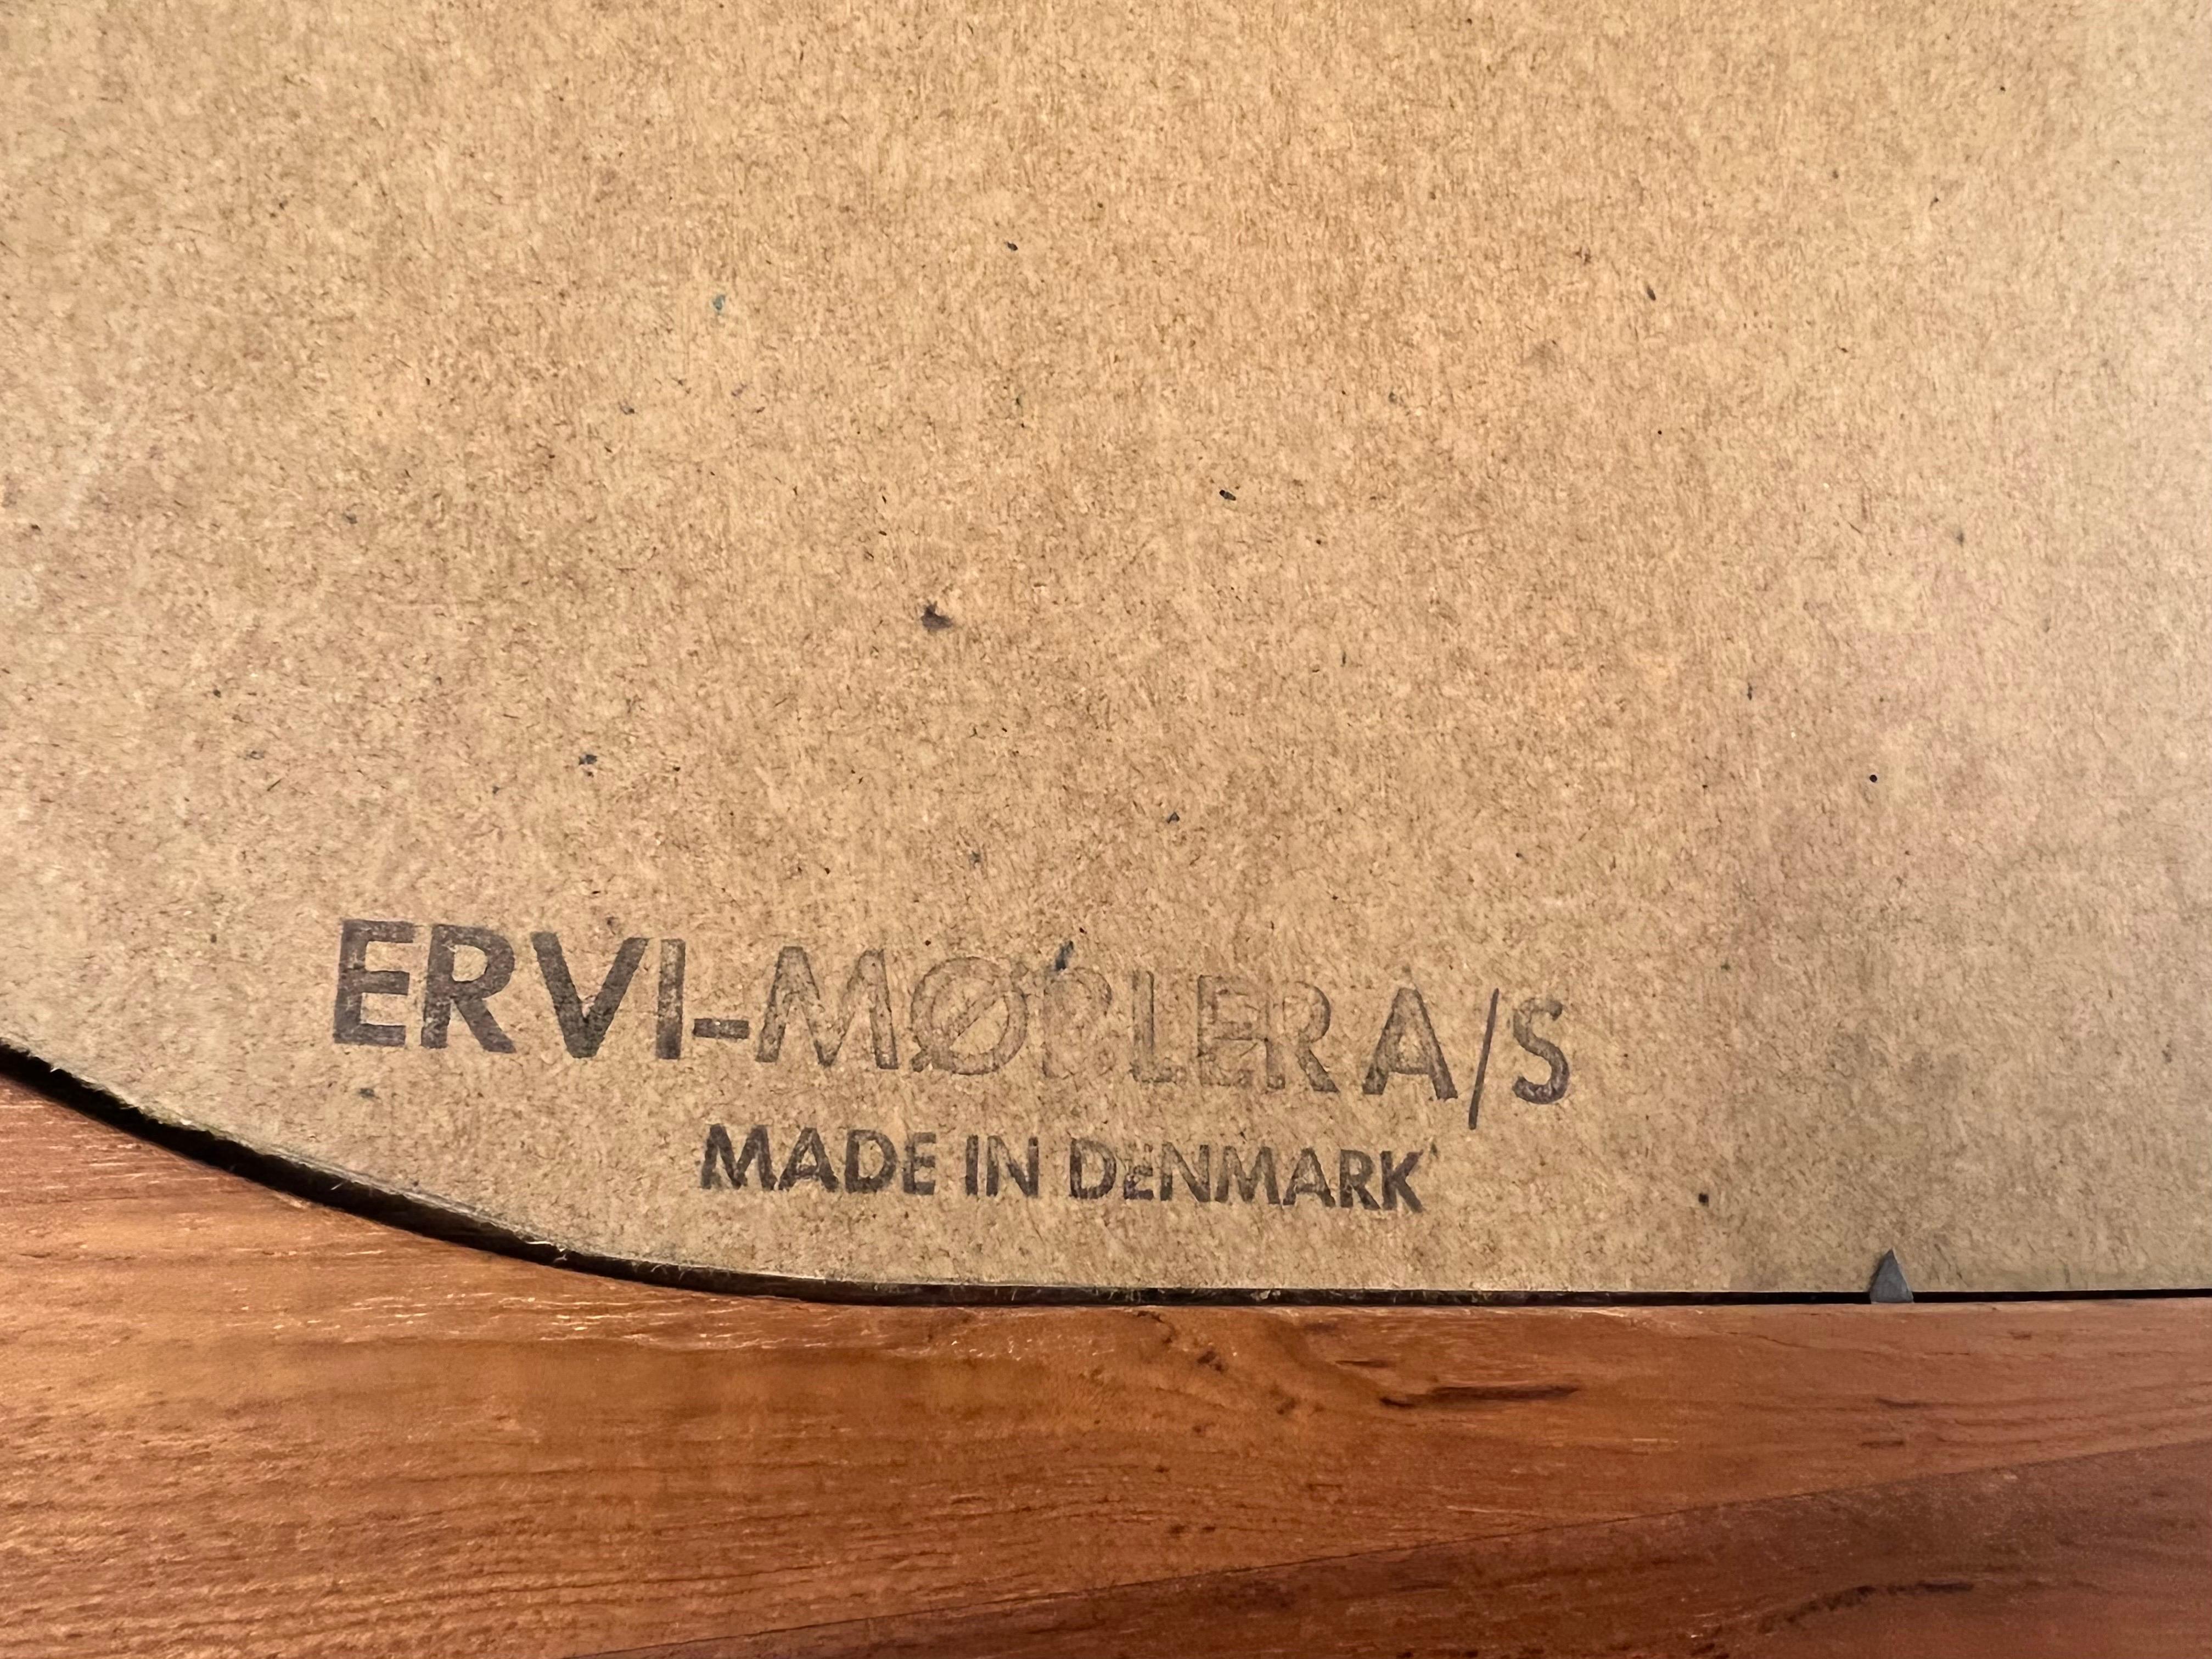 ERVI-MØBLER A/S
MADE IN DENMARK